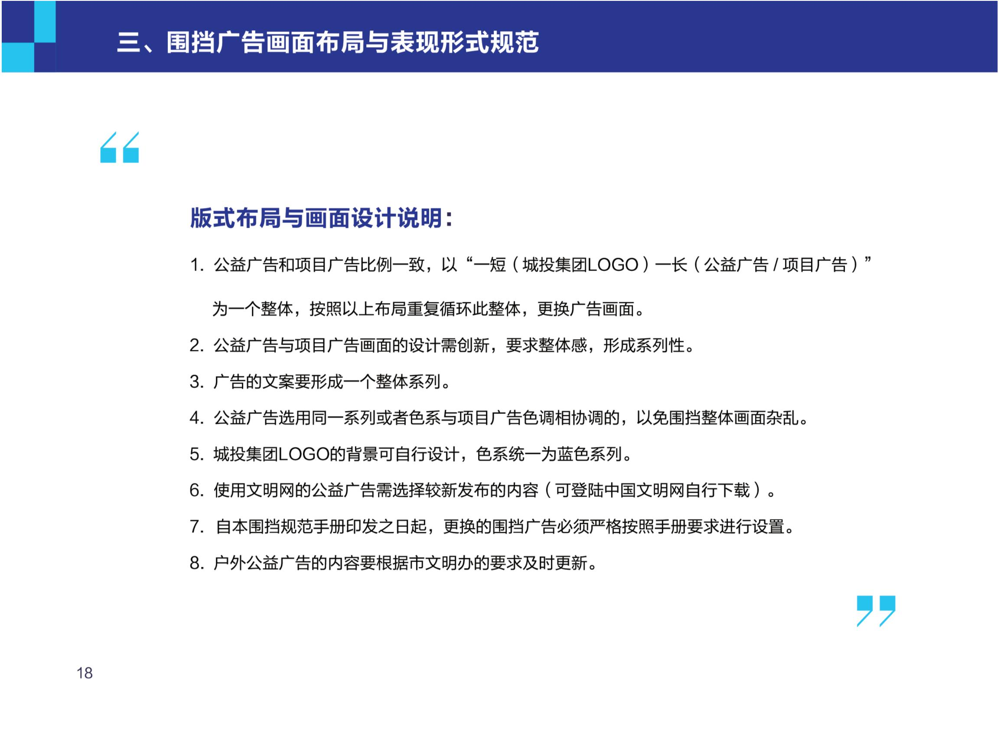 三、围挡广告画面布局与表现形式规范
版式布局与画面设计说明：
1. 公益广告和项目广告比例一致，以“一短（城投集团LOGO）一长（公益广告 / 项目广告）”
为一个整体，按照以上布局重复循环此整体，更换广告画面。
2. 公益广告与项目广告画面的设计需创新，要求整体感，形成系列性。
3. 广告的文案要形成一个整体系列。
4. 公益广告选用同一系列或者色系与项目广告色调相协调的，以免围挡整体画面杂乱。
5. 城投集团LOGO的背景可自行设计，色系统一为蓝色系列。
6. 使用文明网的公益广告需选择较新发布的内容（可登陆中国文明网自行下载）。
7. 自本围挡规范手册印发之日起，更换的围挡广告必须严格按照手册要求进行设置。
8. 户外公益广告的内容要根据市文明办的要求及时更新。
18